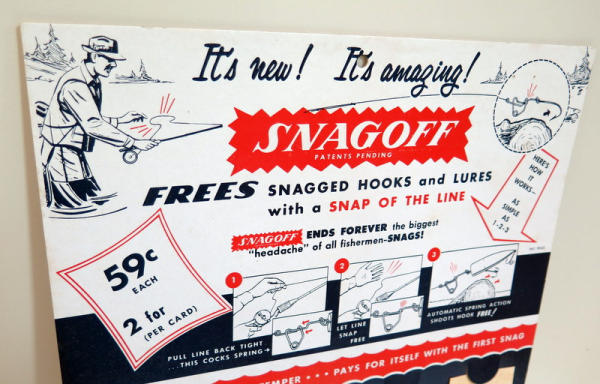 It's new! It's amazing!
SNAGOFF
PATENTS PENDING
FREES SNAGGED HOOKS and LURES
with a SNAP OF THE LINE
HERE'S
HOW
IT
WORKS—
AS
SIMPLE
AS
1-2-3
SNAGOFF ENDS FOREVER the biggest
"headache" of all fishermen-SNAGS!
59¢
EACH
2 for
(PER CARD)
1
PULL LINE BACK TIGHT
...THIS COCKS SPRING→
2
LET LINE
SNAP
FREE
3
AUTOMATIC SPRING ACTION
SHOOTS HOOK FREE!
TEMPER • • • PAYS FOR ITSELF WITH THE FIRST SNAG